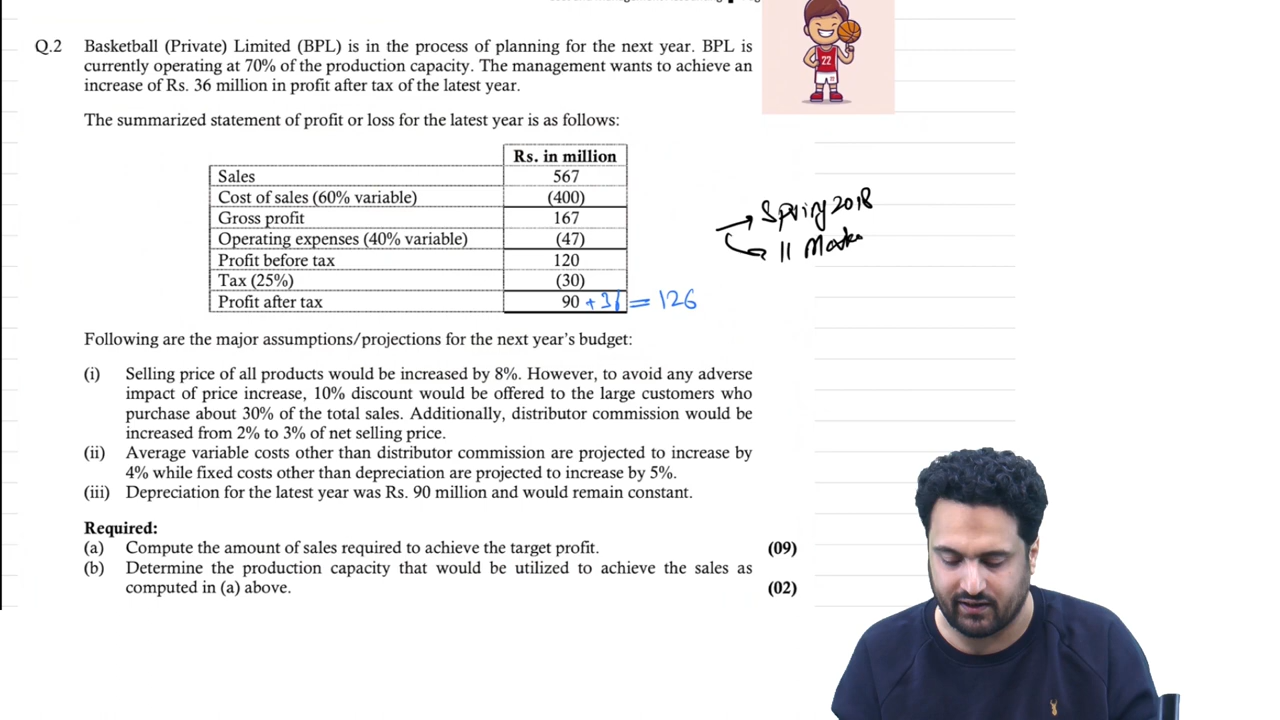 Q.2 Basketball (Private) Limited (BPL) is in the process of planning for the next year. BPL is
currently operating at 70% of the production capacity. The management wants to achieve an
increase of Rs. 36 million in profit after tax of the latest year.
22
The summarized statement of profit or loss for the latest year is as follows:
Rs. in million
Sales 567
Cost of sales (60% variable) (400)
Gross profit 167
Operating expenses (40% variable) (47)
Profit before tax 120
Tax (25%) (30)
Profit after tax 90 + 36 = 126
Spring 2018
11 Marks
Following are the major assumptions/projections for the next year's budget:
(i) Selling price of all products would be increased by 8%. However, to avoid any adverse
impact of price increase, 10% discount would be offered to the large customers who
purchase about 30% of the total sales. Additionally, distributor commission would be
increased from 2% to 3% of net selling price.
(ii) Average variable costs other than distributor commission are projected to increase by
4% while fixed costs other than depreciation are projected to increase by 5%.
(iii) Depreciation for the latest year was Rs. 90 million and would remain constant.
Required:
(a) Compute the amount of sales required to achieve the target profit. (09)
(b) Determine the production capacity that would be utilized to achieve the sales as
computed in (a) above. (02)